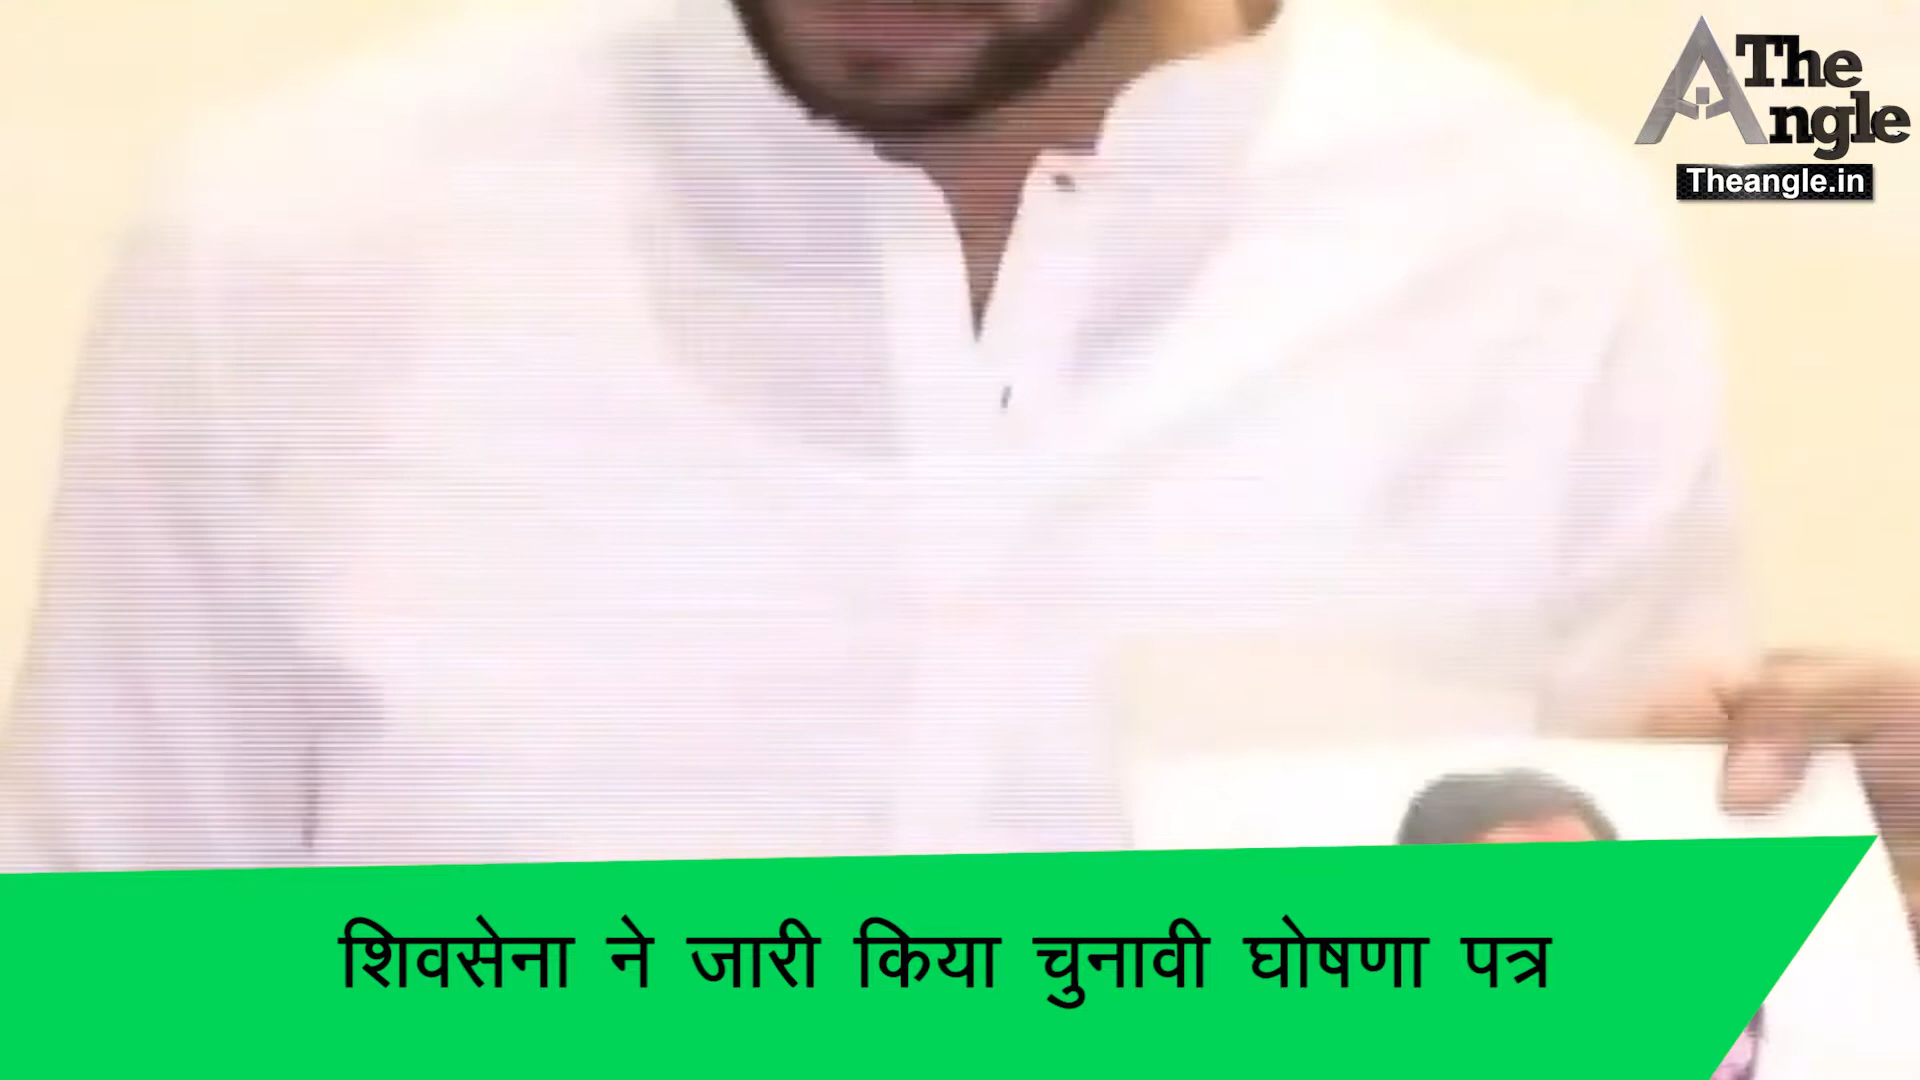 The
Angle
Theangle.in
शिवसेना ने जारी किया चुनावी घोषणा पत्र